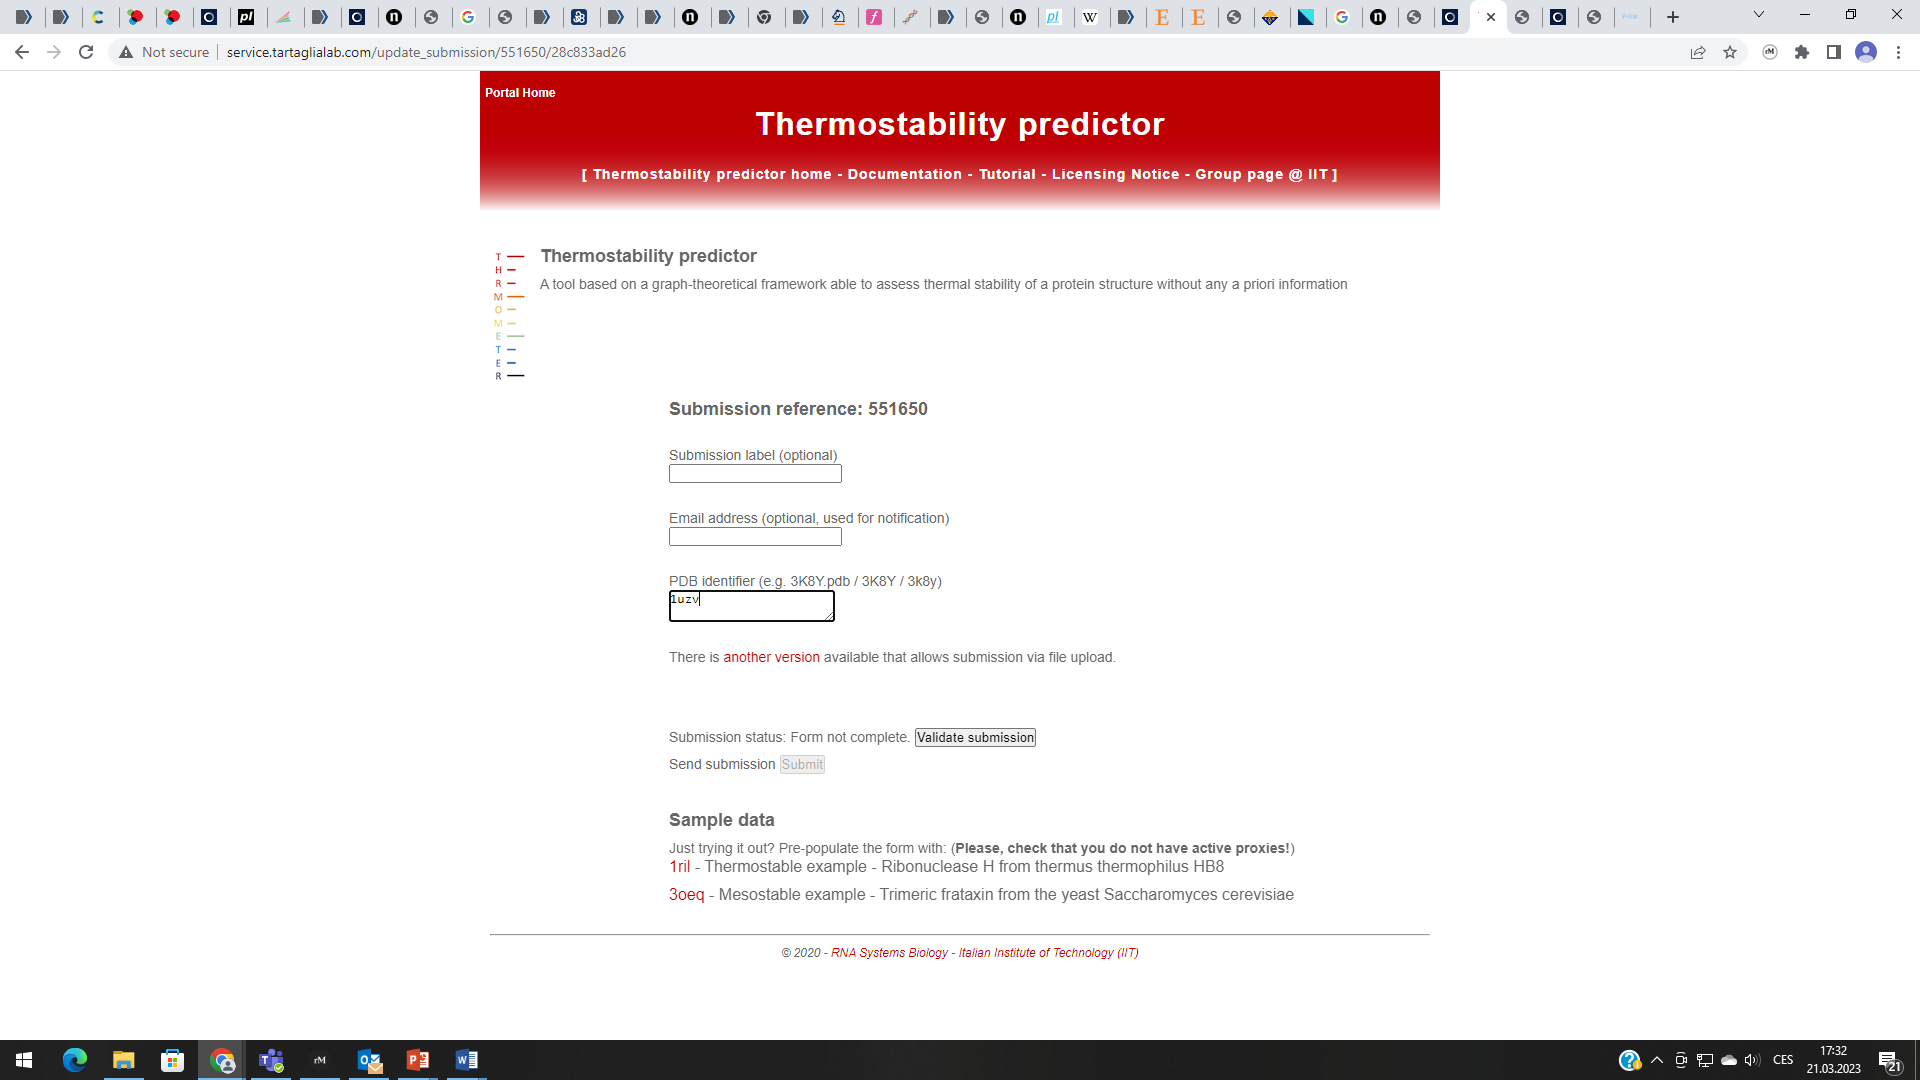 Not secure
service.tartaglialab.com/update_submission/551650/28c833ad26
Portal Home
Thermostability predictor
[ Thermostability predictor home - Documentation - Tutorial - Licensing Notice - Group page @ IIT ]
T
H
R
M
O
M
E
T
E
R
Thermostability predictor
A tool based on a graph-theoretical framework able to assess thermal stability of a protein structure without any a priori information
Submission reference: 551650
Submission label (optional)
Email address (optional, used for notification)
PDB identifier (e.g. 3K8Y.pdb / 3K8Y / 3k8y)
1uzv
There is another version available that allows submission via file upload.
Submission status: Form not complete. Validate submission
Send submission Submit
Sample data
Just trying it out? Pre-populate the form with: (Please, check that you do not have active proxies!)
1ril - Thermostable example - Ribonuclease H from thermus thermophilus HB8
3oeq - Mesostable example - Trimeric frataxin from the yeast Saccharomyces cerevisiae
© 2020 - RNA Systems Biology - Italian Institute of Technology (IIT)
rM
CES
17:32
21.03.2023
21